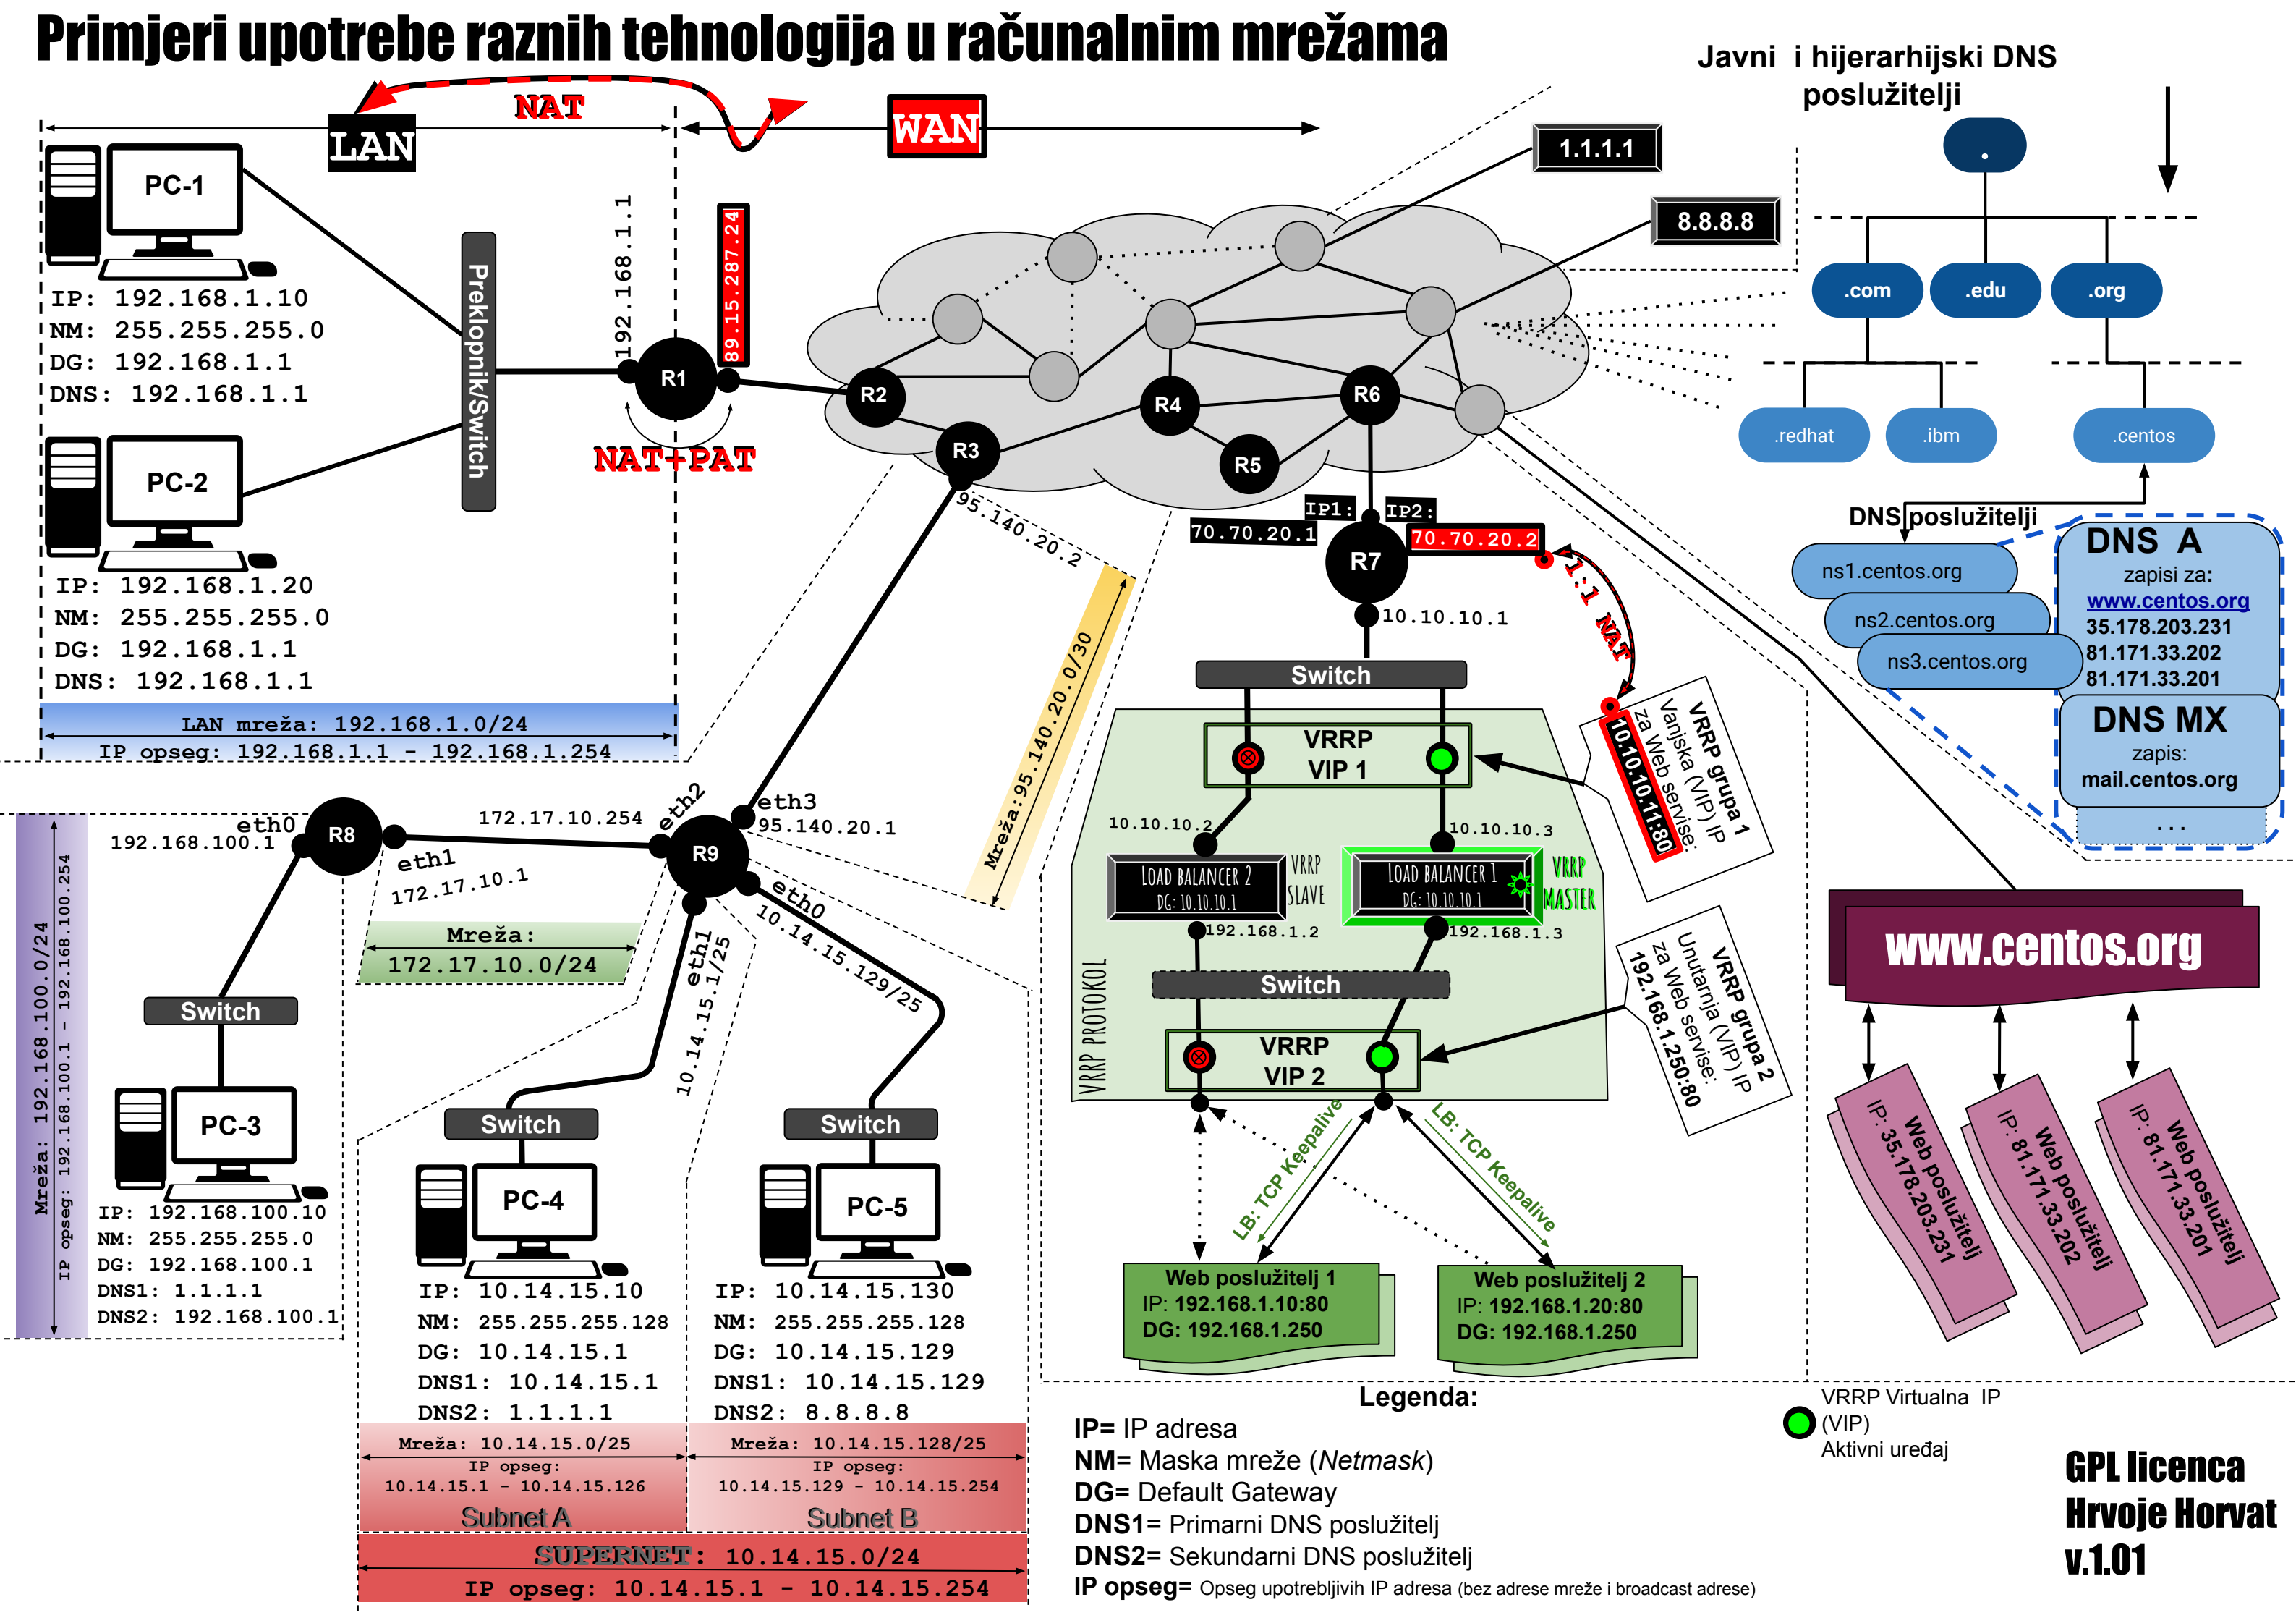 Primjeri upotrebe raznih tehnologija u računalnim mrežama
NAT
LAN
WAN
PC-1
IP: 192.168.1.10
NM: 255.255.255.0
DG: 192.168.1.1
DNS: 192.168.1.1
PC-2
IP: 192.168.1.20
NM: 255.255.255.0
DG: 192.168.1.1
DNS: 192.168.1.1
Preklopnik/Switch
192.168.1.1
R1
89.15.287.24
NAT+PAT
LAN mreža: 192.168.1.0/24
IP opseg: 192.168.1.1 - 192.168.1.254
R2
R3
R4
R5
R6
1.1.1.1
8.8.8.8
95.140.20.2
Mreža:95.140.20.0/30
Javni i hijerarhijski DNS
poslužitelji
.
.com
.edu
.org
.redhat
.ibm
.centos
DNS poslužitelji
ns1.centos.org
ns2.centos.org
ns3.centos.org
DNS A
zapisi za:
www.centos.org
35.178.203.231
81.171.33.202
81.171.33.201
DNS MX
zapis:
mail.centos.org
. . .
IP1:
70.70.20.1
IP2:
70.70.20.2
R7
10.10.10.1
1:1 NAT
Switch
VRRP
VIP 1
VRRP grupa 1
Vanjska (VIP) IP
za Web servise:
10.10.10.11:80
10.10.10.2
10.10.10.3
LOAD BALANCER 2
DG: 10.10.10.1
VRRP
SLAVE
LOAD BALANCER 1
DG: 10.10.10.1
VRRP
MASTER
192.168.1.2
192.168.1.3
Switch
VRRP PROTOKOL
VRRP
VIP 2
VRRP grupa 2
Unutarnja (VIP) IP
za Web servise:
192.168.1.250:80
LB: TCP Keepalive
LB: TCP Keepalive
Web poslužitelj 1
IP: 192.168.1.10:80
DG: 192.168.1.250
Web poslužitelj 2
IP: 192.168.1.20:80
DG: 192.168.1.250
www.centos.org
Web poslužitelj
IP: 35.178.203.231
Web poslužitelj
IP: 81.171.33.202
Web poslužitelj
IP: 81.171.33.201
Mreža: 192.168.100.0/24
IP opseg: 192.168.100.1 - 192.168.100.254
eth0
192.168.100.1
R8
eth1
172.17.10.1
172.17.10.254
eth2
Mreža:
172.17.10.0/24
R9
eth3
95.140.20.1
eth0
10.14.15.129/25
eth1
10.14.15.1/25
Switch
PC-3
IP: 192.168.100.10
NM: 255.255.255.0
DG: 192.168.100.1
DNS1: 1.1.1.1
DNS2: 192.168.100.1
Switch
PC-4
IP: 10.14.15.10
NM: 255.255.255.128
DG: 10.14.15.1
DNS1: 10.14.15.1
DNS2: 1.1.1.1
Switch
PC-5
IP: 10.14.15.130
NM: 255.255.255.128
DG: 10.14.15.129
DNS1: 10.14.15.129
DNS2: 8.8.8.8
Mreža: 10.14.15.0/25
IP opseg:
10.14.15.1 - 10.14.15.126
Subnet A
Mreža: 10.14.15.128/25
IP opseg:
10.14.15.129 - 10.14.15.254
Subnet B
SUPERNET: 10.14.15.0/24
IP opseg: 10.14.15.1 - 10.14.15.254
Legenda:
IP= IP adresa
NM= Maska mreže (Netmask)
DG= Default Gateway
DNS1= Primarni DNS poslužitelj
DNS2= Sekundarni DNS poslužitelj
IP opseg= Opseg upotrebljivih IP adresa (bez adrese mreže i broadcast adrese)
VRRP Virtualna IP
(VIP)
Aktivni uređaj
GPL licenca
Hrvoje Horvat
v.1.01